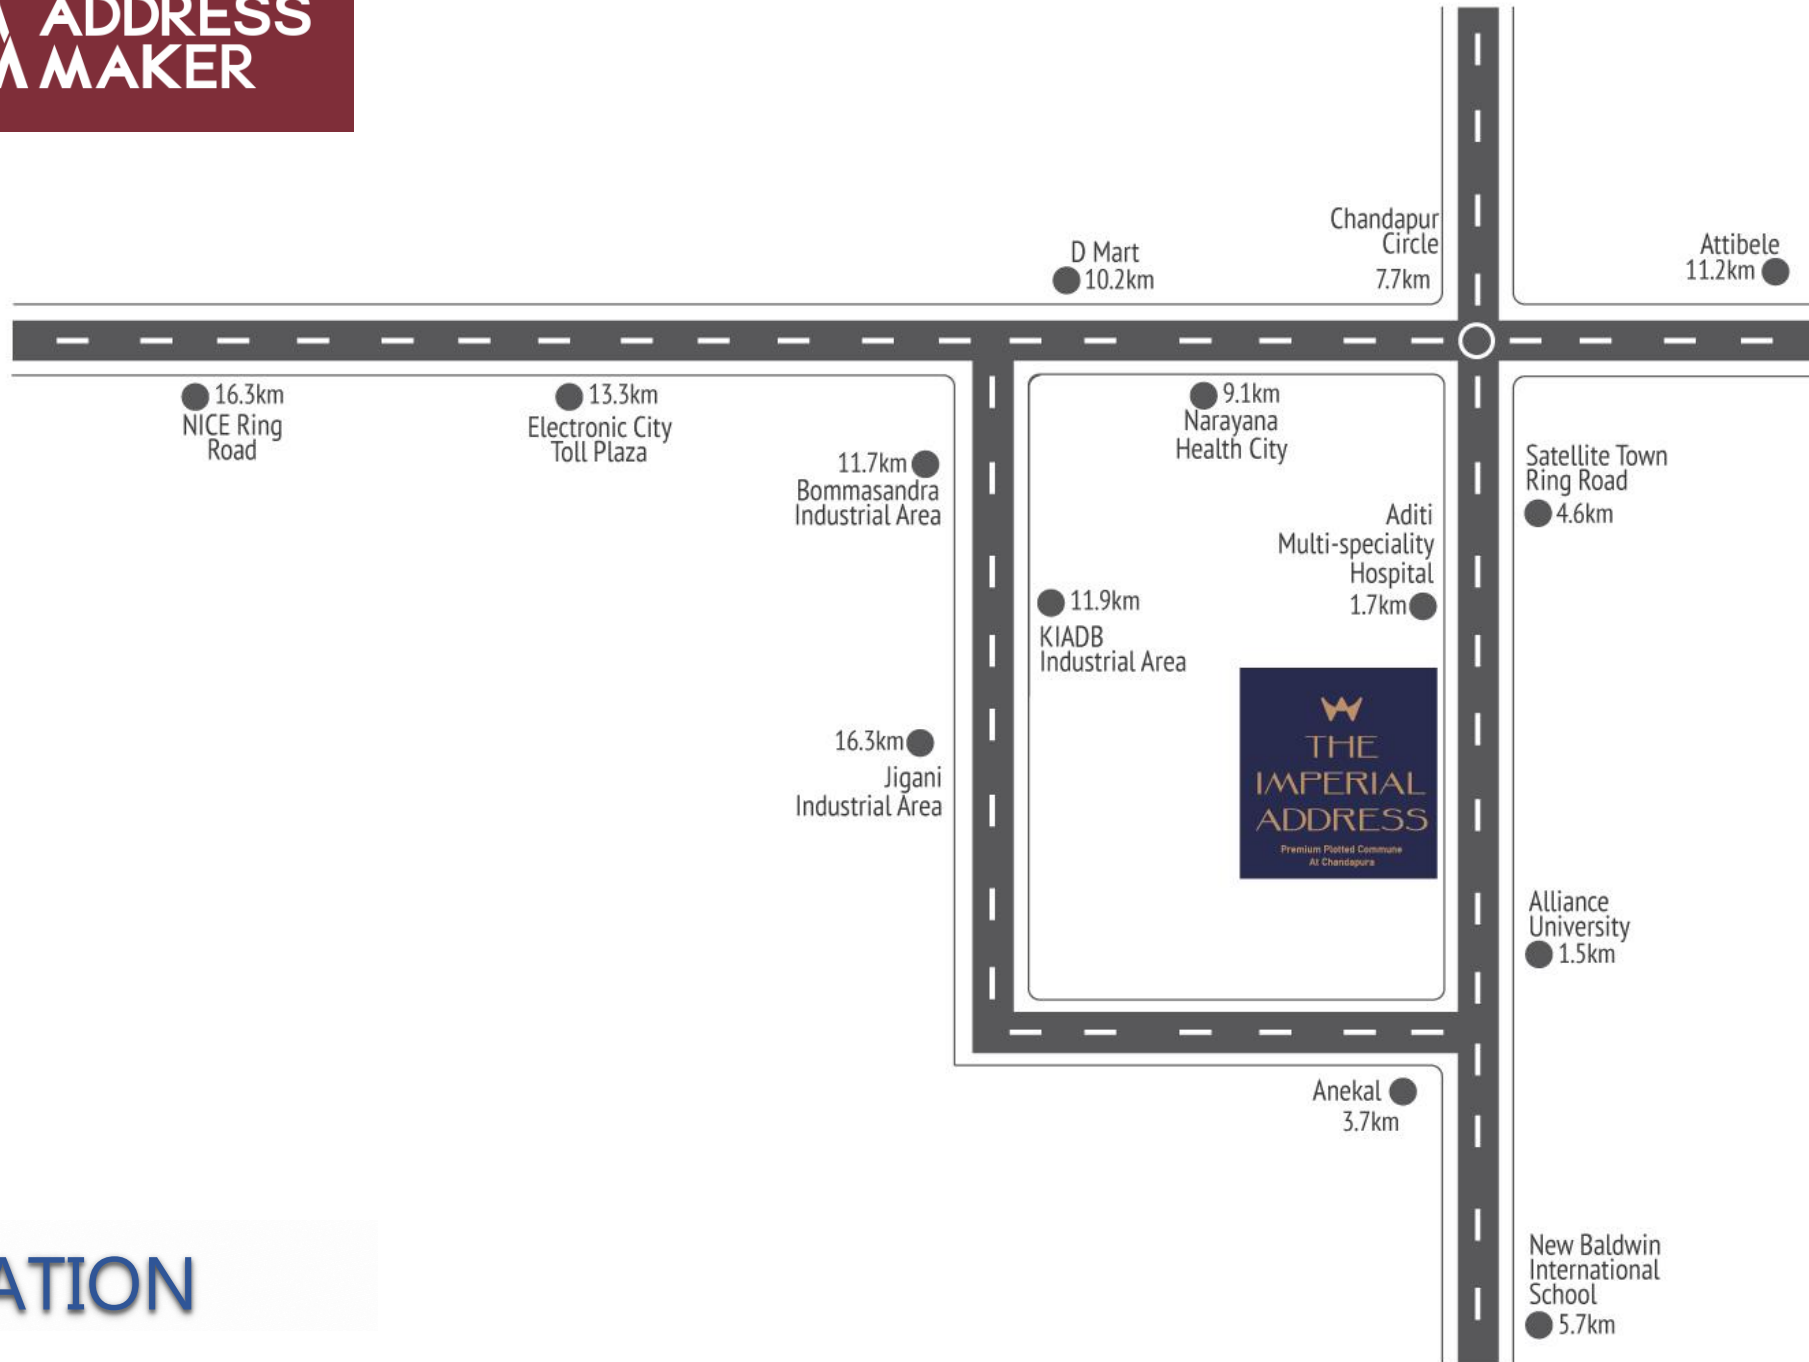 ADDRESS
MAKER
Chandapur
Circle
7.7km
D Mart
10.2km
Attibele
11.2km
16.3km
NICE Ring
Road
13.3km
Electronic City
Toll Plaza
11.7km
Bommasandra
Industrial Area
9.1km
Narayana
Health City
Satellite Town
Ring Road
4.6km
Aditi
Multi-speciality
Hospital
1.7km
11.9km
KIADB
Industrial Area
16.3km
Jigani
Industrial Area
THE
IMPERIAL
ADDRESS
Premium Plotted Commune
At Chandapura
Alliance
University
1.5km
Anekal
3.7km
New Baldwin
International
School
5.7km
ATION